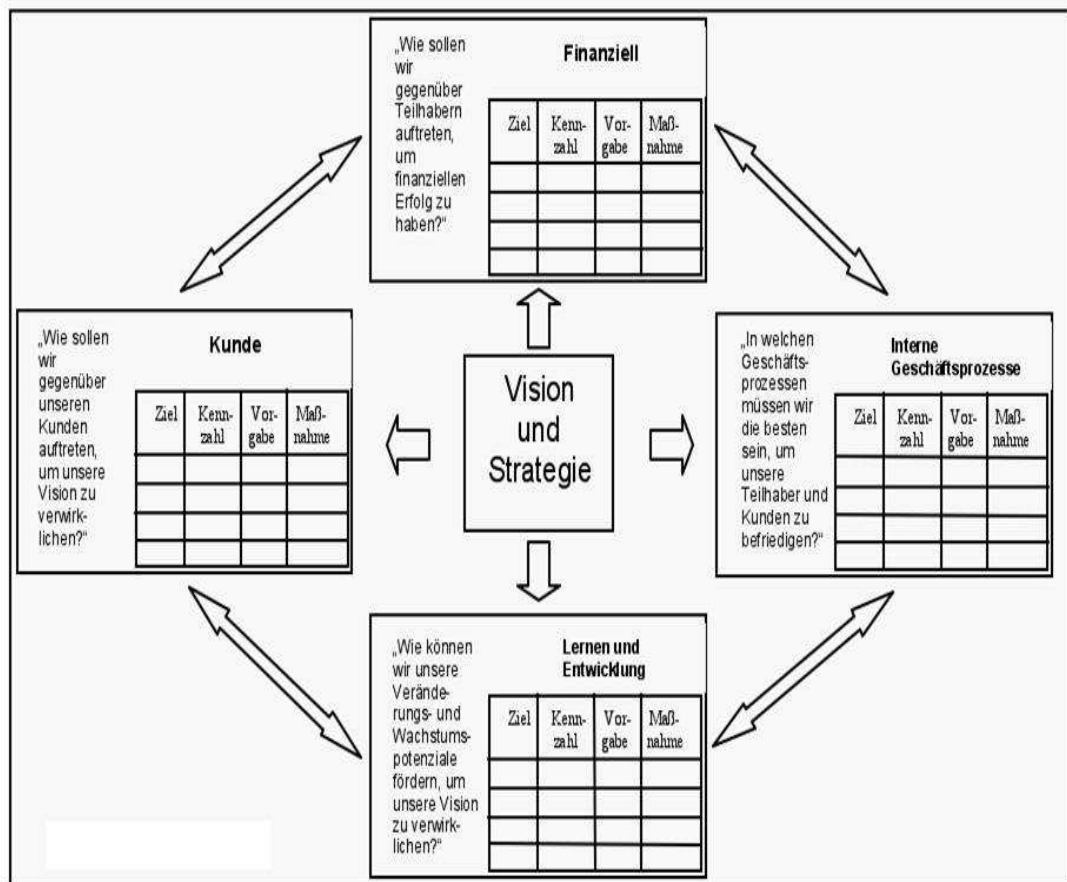 „Wie sollen
wir
gegenüber
Teilhabern
auftreten,
um
finanziellen
Erfolg zu
haben?“
Finanziell
Ziel Kenn- Vor- Maß-
zahl gabe nahme
„Wie sollen
wir
gegenüber
unseren
Kunden
auftreten,
um unsere
Vision zu
verwirk-
lichen?“
Kunde
Ziel Kenn- Vor- Maß-
zahl gabe nahme
Vision
und
Strategie
„In welchen
Geschäfts-
prozessen
müssen wir
die besten
sein, um
unsere
Teilhaber und
Kunden zu
befriedigen?“
Interne
Geschäftsprozesse
Ziel Kenn- Vor- Maß-
zahl gabe nahme
„Wie können
wir unsere
Verände-
rungs- und
Wachstums-
potenziale
fördern, um
unsere Vision
zu verwirk-
lichen?“
Lernen und
Entwicklung
Ziel Kenn- Vor- Maß-
zahl gabe nahme